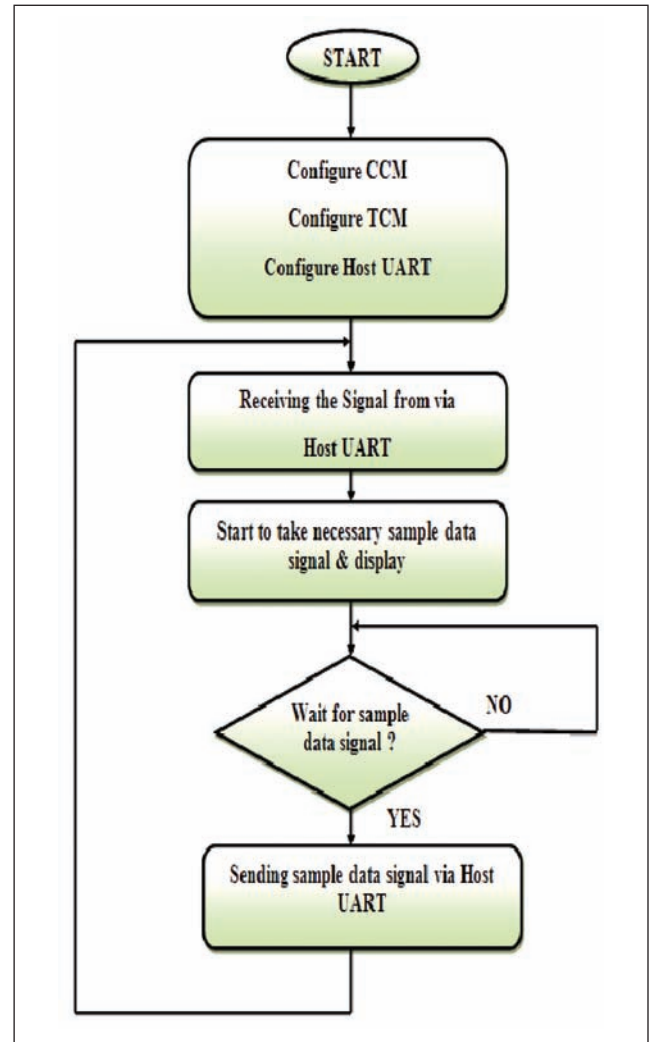 START
Configure CCM
Configure TCM
Configure Host UART
Receiving the Signal from via
Host UART
Start to take necessary sample data
signal & display
Wait for sample
data signal ?
NO
YES
Sending sample data signal via Host
UART